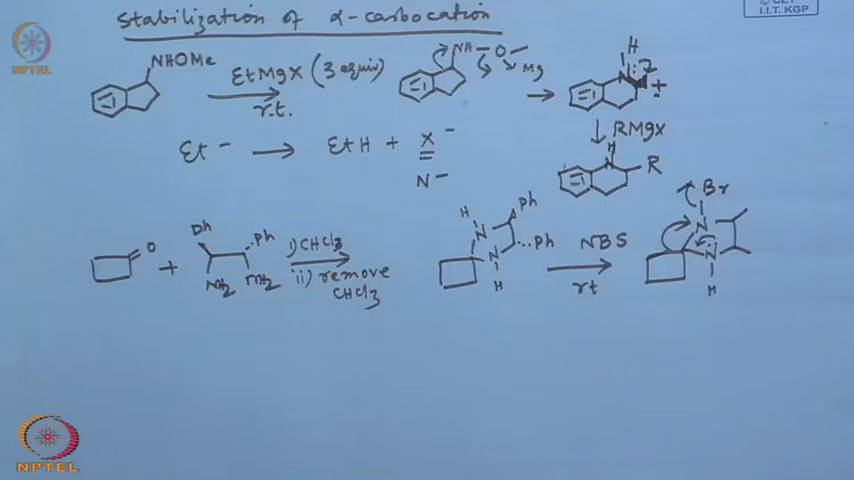 Stabilization of α-carbocation
© CET
I.I.T. KGP
NPTEL
NHOMe
EtMgX (3 equiv)
r.t.
NH - O
Mg
H
N
+
RMgX
H
N
R
Et⁻ → EtH + X⁻
N⁻
O
+
Ph
Ph
NH2
NH2
i) CHCl3
ii) remove
CHCl3
H
N
Ph
Ph
N
H
NBS
rt
Br
N
N
H
NPTEL